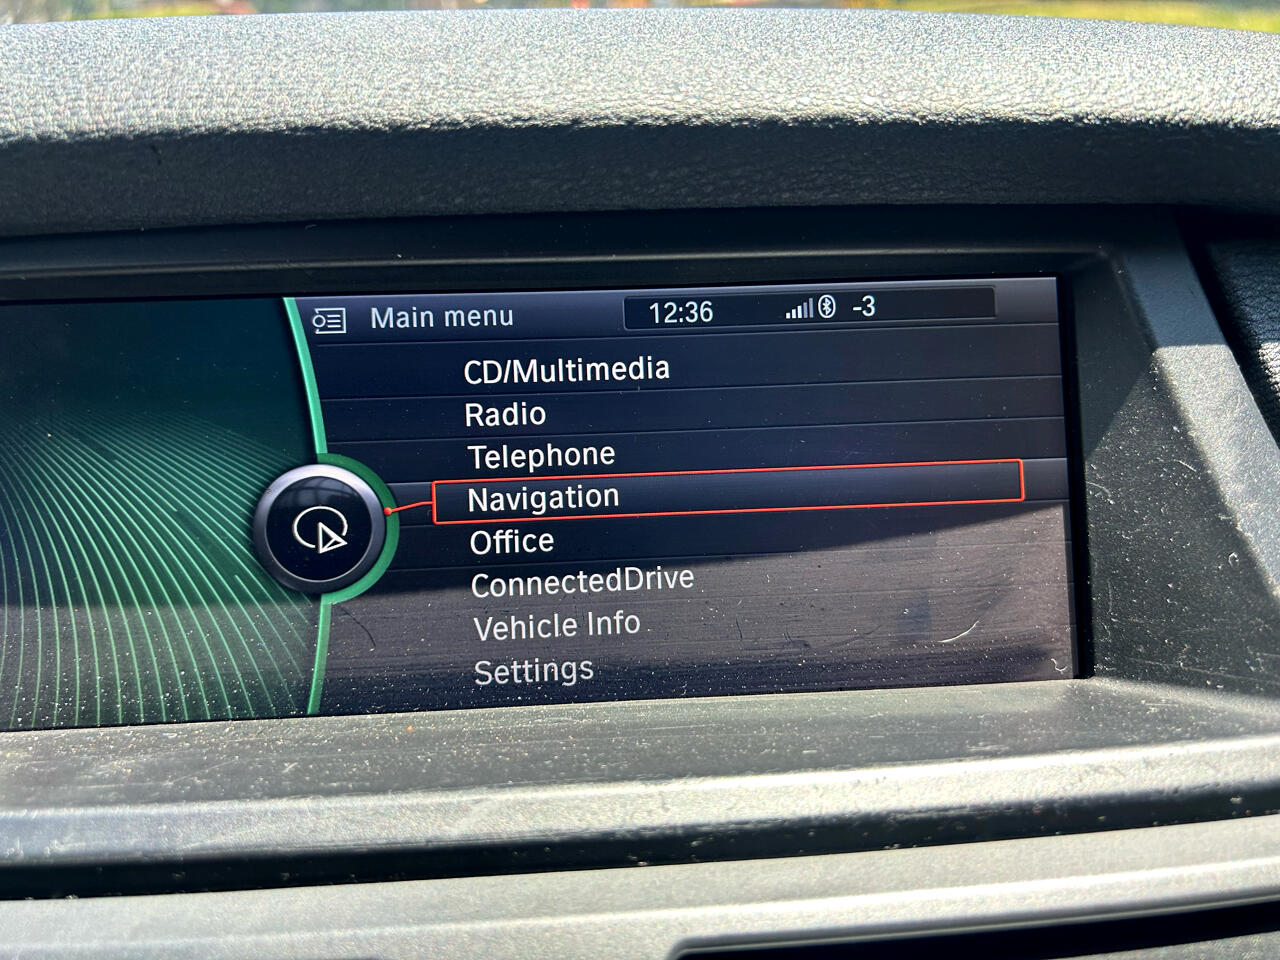 Main menu 12:36 -3
CD/Multimedia
Radio
Telephone
Navigation
Office
ConnectedDrive
Vehicle Info
Settings